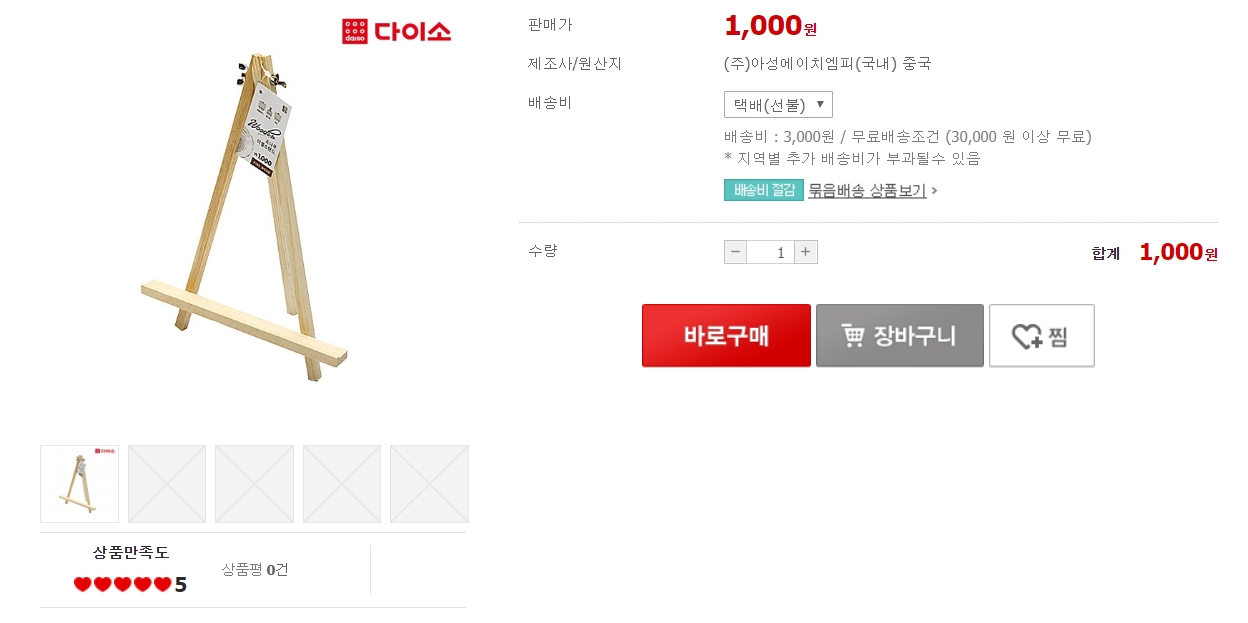 daiso 다이소
Wooden
₩1,000
판매가
1,000원
제조사/원산지
(주)아성에이치엠피(국내) 중국
배송비
택배(선불) ▼
배송비 : 3,000원 / 무료배송조건 (30,000 원 이상 무료)
* 지역별 추가 배송비가 부과될수 있음
배송비 절감 묶음배송 상품보기 >
수량
− 1 +
합계 1,000원
바로구매
장바구니
찜
상품만족도
5
상품평 0건